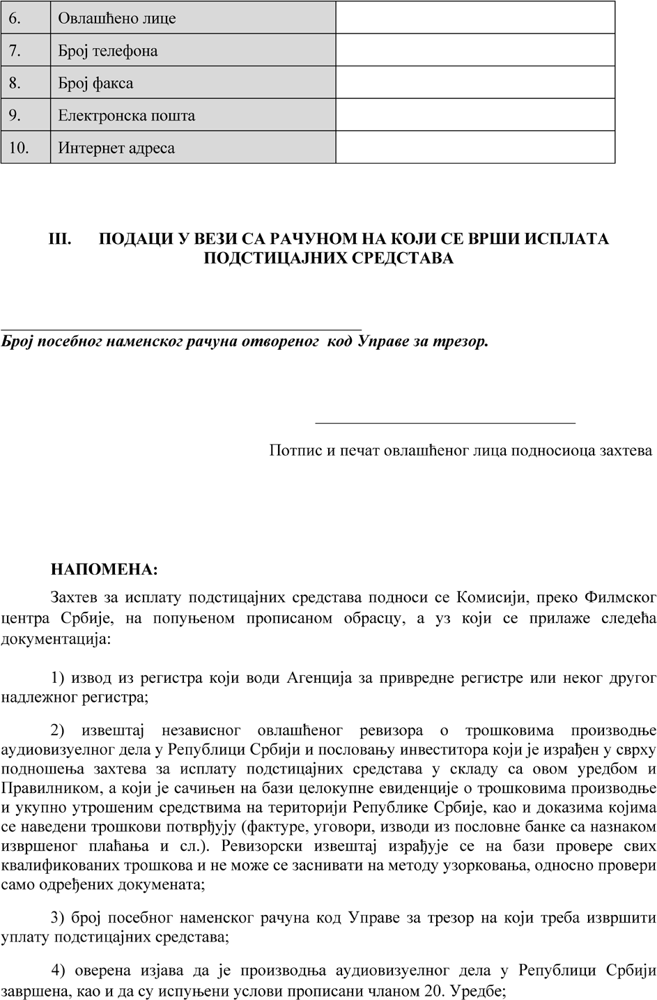 6. Овлашћено лице
7. Број телефона
8. Број факса
9. Електронска пошта
10. Интернет адреса
III. ПОДАЦИ У ВЕЗИ СА РАЧУНОМ НА КОЈИ СЕ ВРШИ ИСПЛАТА
ПОДСТИЦАЈНИХ СРЕДСТАВА
Број посебног наменског рачуна отвореног код Управе за трезор.
Потпис и печат овлашћеног лица подносиоца захтева
НАПОМЕНА:
Захтев за исплату подстицајних средстава подноси се Комисији, преко Филмског
центра Србије, на попуњеном прописаном обрасцу, а уз који се прилаже следећа
документација:
1) извод из регистра који води Агенција за привредне регистре или неког другог
надлежног регистра;
2) извештај независног овлашћеног ревизора о трошковима производње
аудиовизуелног дела у Републици Србији и пословању инвеститора који је израђен у сврху
подношења захтева за исплату подстицајних средстава у складу са овом уредбом и
Правилником, а који је сачињен на бази целокупне евиденције о трошковима производње
и укупно утрошеним средствима на територији Републике Србије, као и доказима којима
се наведени трошкови потврђују (фактуре, уговори, изводи из пословне банке са назнаком
извршеног плаћања и сл.). Ревизорски извештај израђује се на бази провере свих
квалификованих трошкова и не може се заснивати на методу узорковања, односно провери
само одређених докумената;
3) број посебног наменског рачуна код Управе за трезор на који треба извршити
уплату подстицајних средстава;
4) оверена изјава да је производња аудиовизуелног дела у Републици Србији
завршена, као и да су испуњени услови прописани чланом 20. Уредбе;